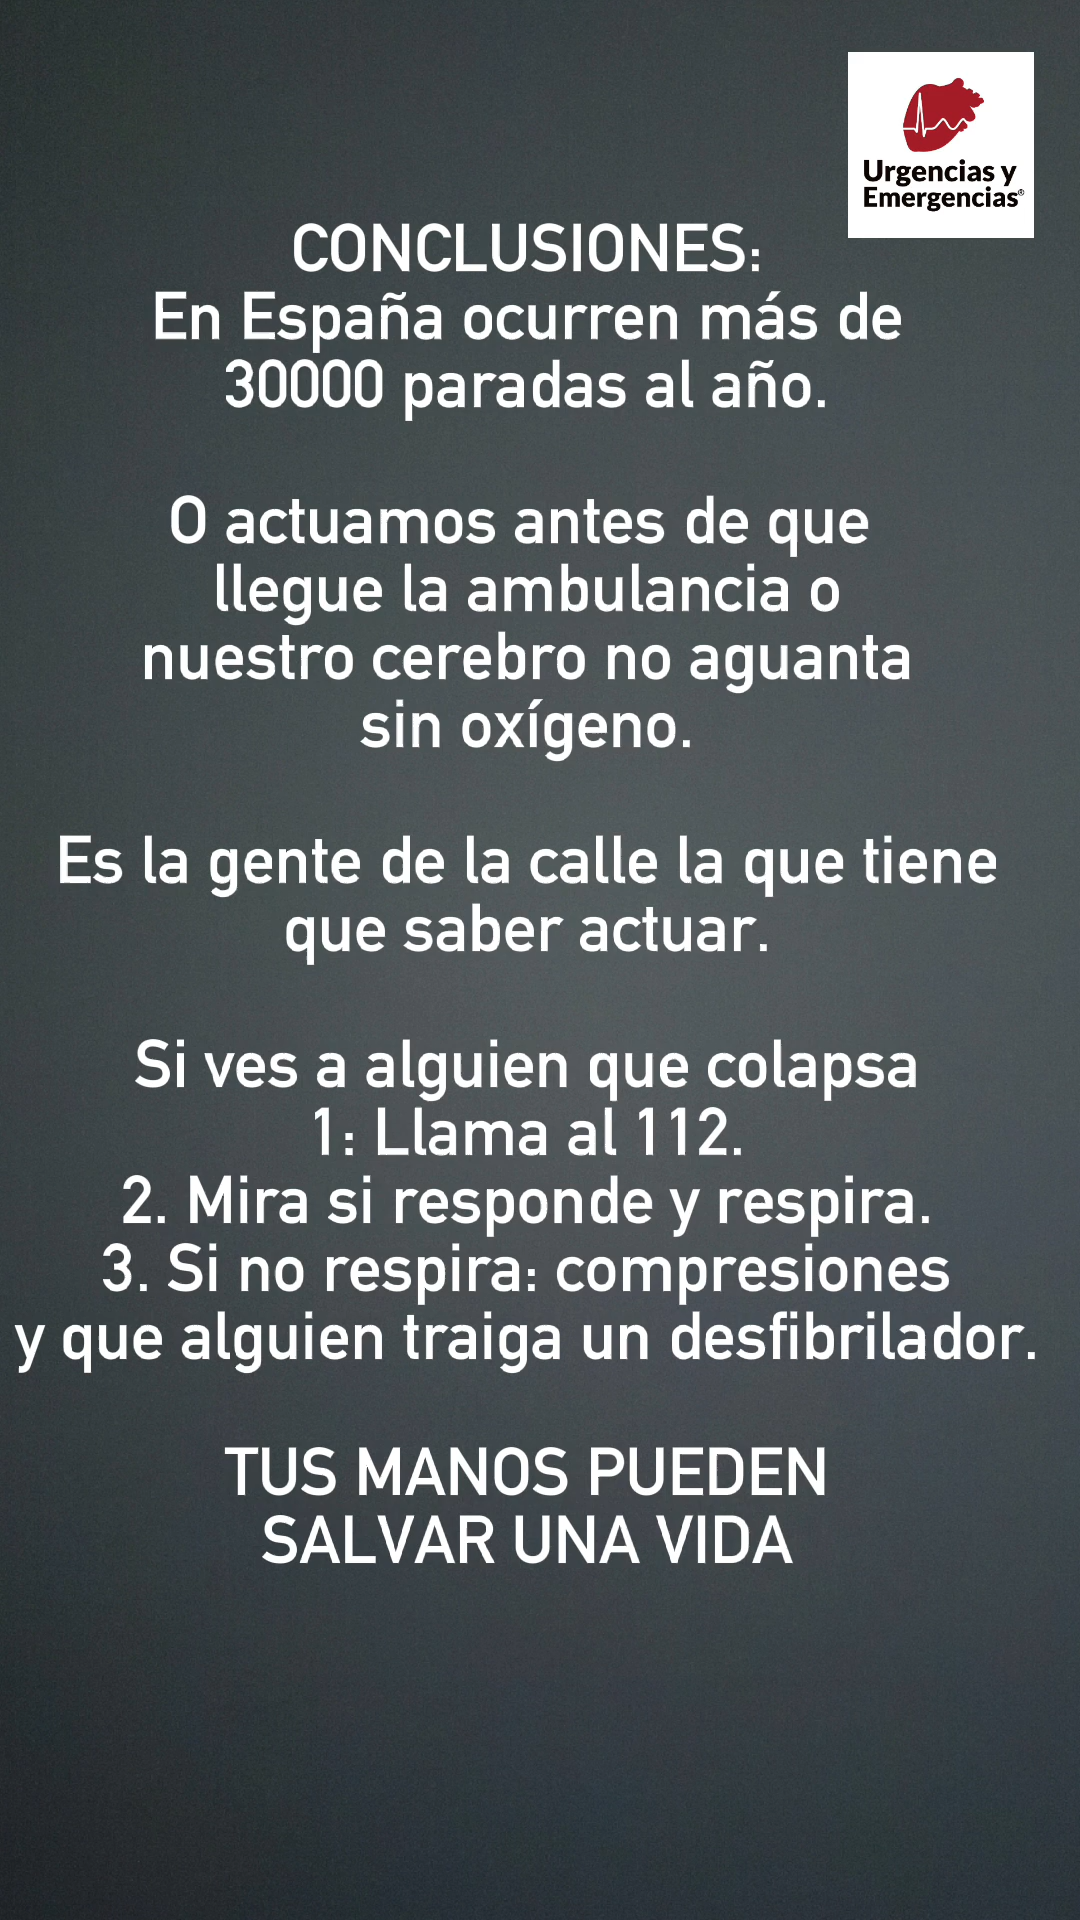 Urgencias y
Emergencias®
CONCLUSIONES:
En España ocurren más de
30000 paradas al año.
O actuamos antes de que
llegue la ambulancia o
nuestro cerebro no aguanta
sin oxígeno.
Es la gente de la calle la que tiene
que saber actuar.
Si ves a alguien que colapsa
1: Llama al 112.
2. Mira si responde y respira.
3. Si no respira: compresiones
y que alguien traiga un desfibrilador.
TUS MANOS PUEDEN
SALVAR UNA VIDA